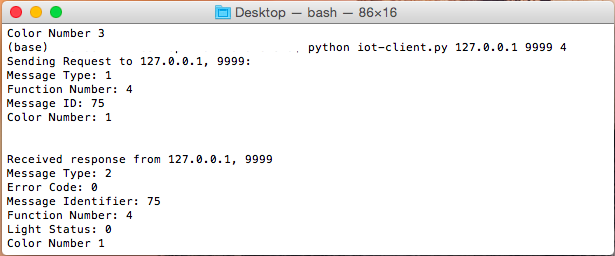 Desktop — bash — 86×16
Color Number 3
(base) python iot-client.py 127.0.0.1 9999 4
Sending Request to 127.0.0.1, 9999:
Message Type: 1
Function Number: 4
Message ID: 75
Color Number: 1
Received response from 127.0.0.1, 9999
Message Type: 2
Error Code: 0
Message Identifier: 75
Function Number: 4
Light Status: 0
Color Number 1